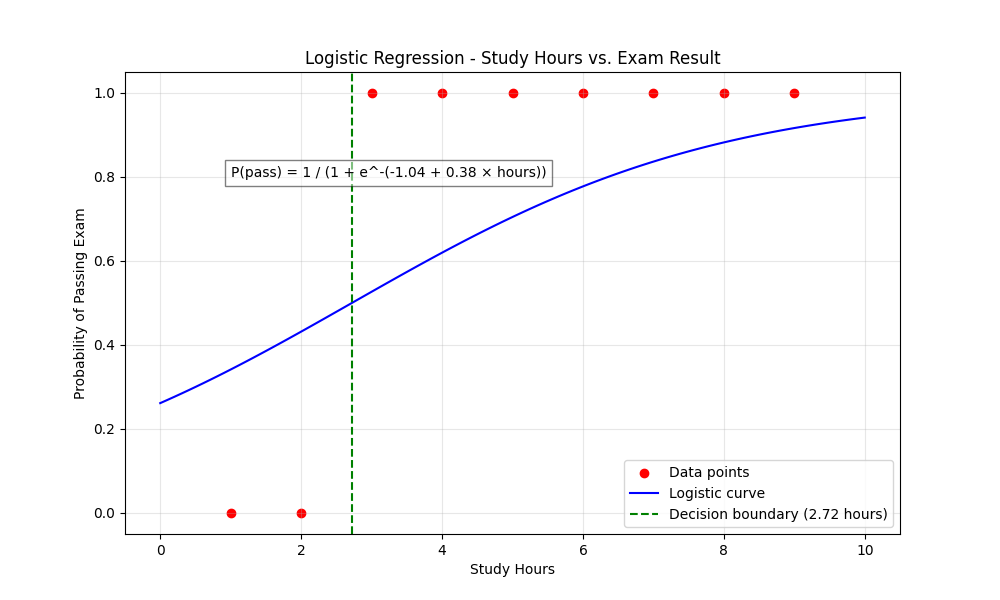 Logistic Regression - Study Hours vs. Exam Result
Probability of Passing Exam
1.0
0.8
0.6
0.4
0.2
0.0
P(pass) = 1 / (1 + e^-(-1.04 + 0.38 × hours))
Data points
Logistic curve
Decision boundary (2.72 hours)
0 2 4 6 8 10
Study Hours